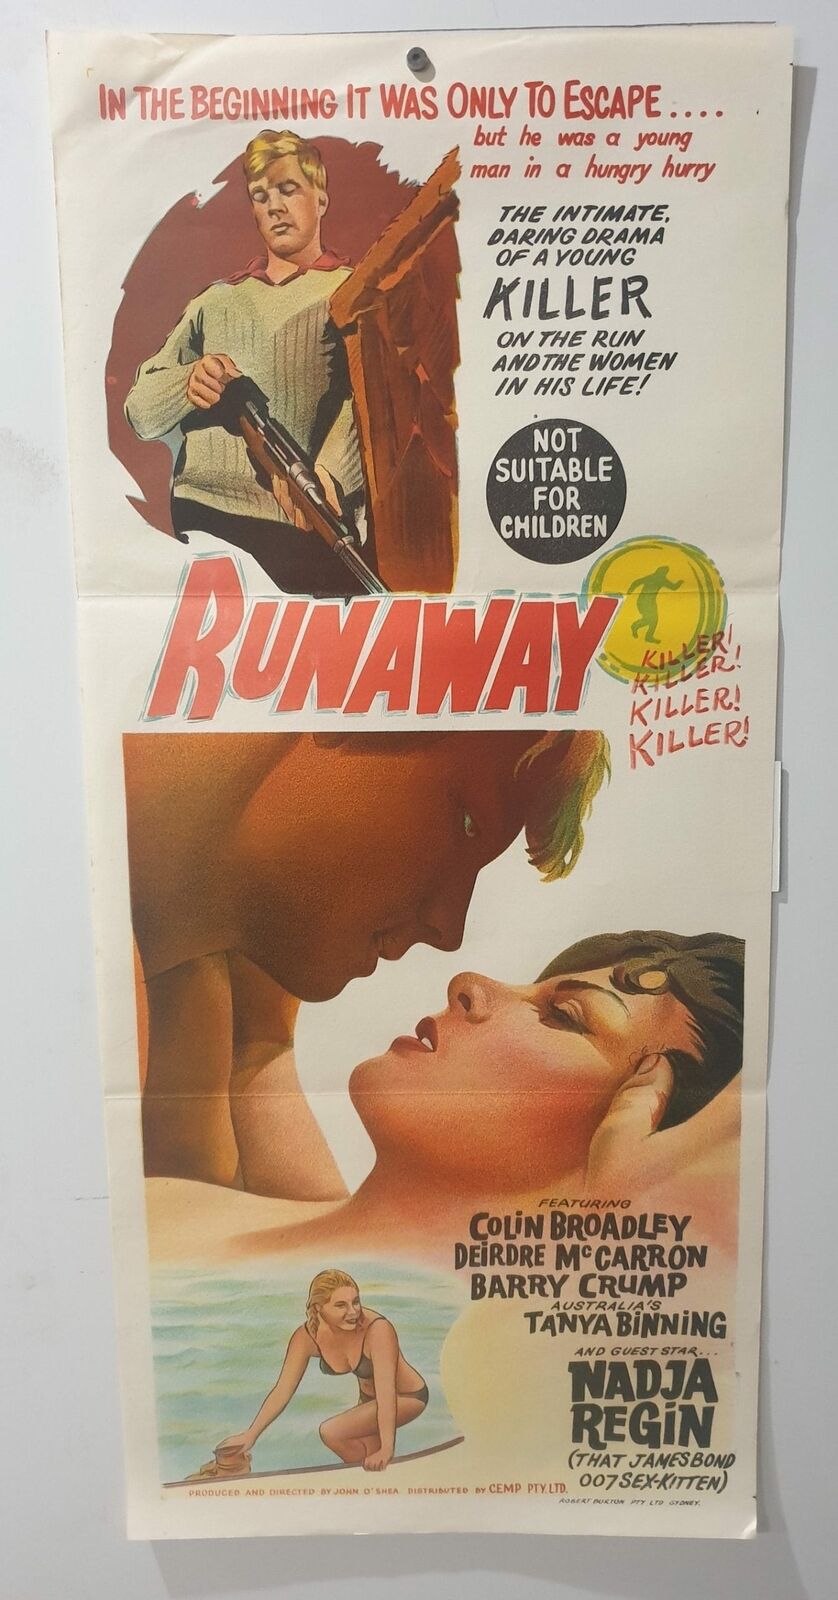 IN THE BEGINNING IT WAS ONLY TO ESCAPE....
but he was a young
man in a hungry hurry
THE INTIMATE,
DARING DRAMA
OF A YOUNG
KILLER
ON THE RUN
AND THE WOMEN
IN HIS LIFE!
NOT
SUITABLE
FOR
CHILDREN
RUNAWAY
KILLER!
KILLER!
KILLER!
KILLER!
FEATURING
COLIN BROADLEY
DEIRDRE McCARRON
BARRY CRUMP
AUSTRALIA'S
TANYA BINNING
AND GUEST STAR...
NADJA
REGIN
(THAT JAMES BOND
007 SEX-KITTEN)
PRODUCED AND DIRECTED BY JOHN O'SHEA DISTRIBUTED BY CEMP PTY. LTD.
ROBERT BURTON PTY LTD SYDNEY.